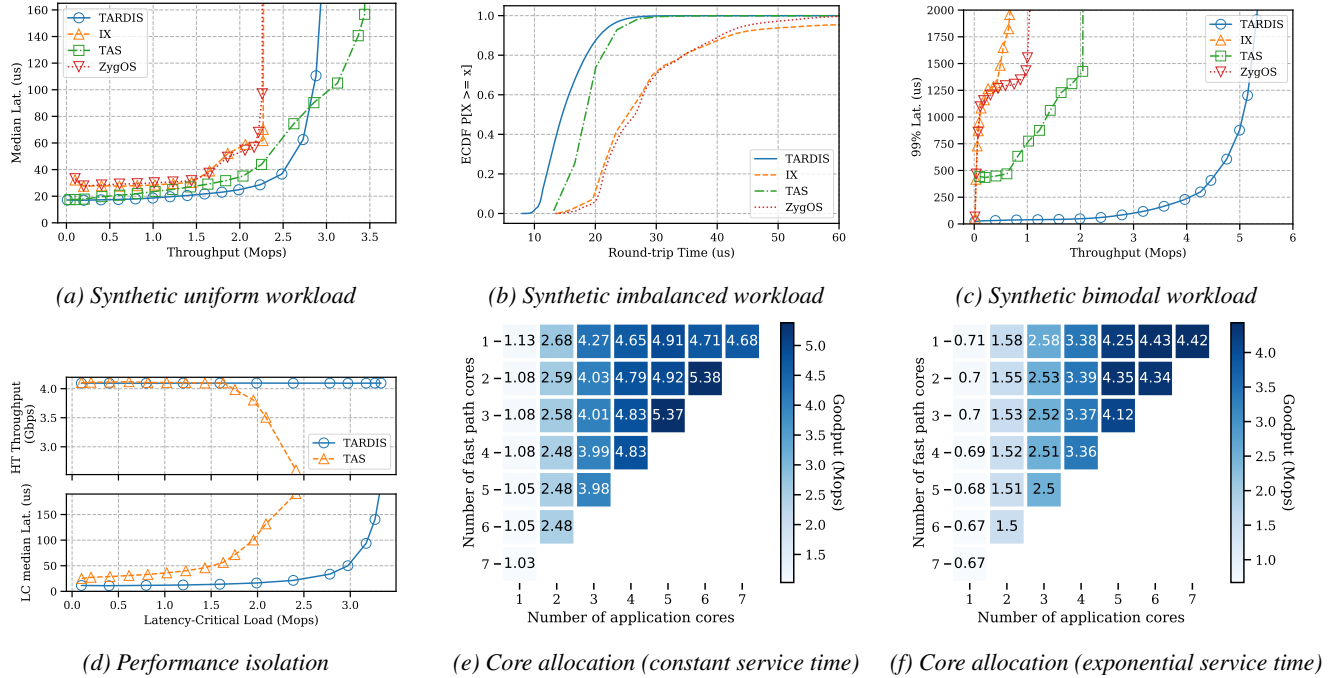 160
140
120
100
80
60
40
20
0
Median Lat. (us)
TARDIS
IX
TAS
ZygOS
0.0 0.5 1.0 1.5 2.0 2.5 3.0 3.5
Throughput (Mops)
(a) Synthetic uniform workload
1.0
0.8
0.6
0.4
0.2
0.0
ECDF P[X >= x]
TARDIS
IX
TAS
ZygOS
10 20 30 40 50 60
Round-trip Time (us)
(b) Synthetic imbalanced workload
2000
1750
1500
1250
1000
750
500
250
0
99% Lat. (us)
TARDIS
IX
TAS
ZygOS
0 1 2 3 4 5 6
Throughput (Mops)
(c) Synthetic bimodal workload
HT Throughput
(Gbps)
4.0
3.5
3.0
TARDIS
TAS
LC median Lat. (us)
150
100
50
0
0.0 0.5 1.0 1.5 2.0 2.5 3.0
Latency-Critical Load (Mops)
(d) Performance isolation
Number of fast path cores
1 1.13 2.68 4.27 4.65 4.91 4.71 4.68
2 1.08 2.59 4.03 4.79 4.92 5.38
3 1.08 2.58 4.01 4.83 5.37
4 1.08 2.48 3.99 4.83
5 1.05 2.48 3.98
6 1.05 2.48
7 1.03
1 2 3 4 5 6 7
Number of application cores
5.0
4.5
4.0
3.5
3.0
2.5
2.0
1.5
Goodput (Mops)
(e) Core allocation (constant service time)
Number of fast path cores
1 0.71 1.58 2.58 3.38 4.25 4.43 4.42
2 0.7 1.55 2.53 3.39 4.35 4.34
3 0.7 1.53 2.52 3.37 4.12
4 0.69 1.52 2.51 3.36
5 0.68 1.51 2.5
6 0.67 1.5
7 0.67
1 2 3 4 5 6 7
Number of application cores
4.0
3.5
3.0
2.5
2.0
1.5
1.0
Goodput (Mops)
(f) Core allocation (exponential service time)